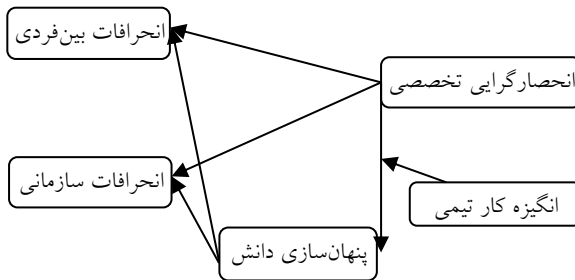 انحرافات بین‌فردی
انحصارگرایی تخصصی
انحرافات سازمانی
انگیزه کار تیمی
پنهان‌سازی دانش